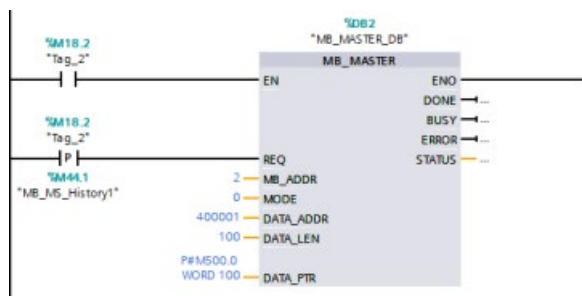 %DB2
"MB_MASTER_DB"
%M18.2
"Tag_2"
MB_MASTER
EN
ENO
DONE
...
BUSY
...
%M18.2
"Tag_2"
ERROR
...
P
REQ
STATUS
...
%M44.1
"MB_MS_History1"
2
MB_ADDR
0
MODE
400001
DATA_ADDR
100
DATA_LEN
P#M500.0
WORD 100
DATA_PTR